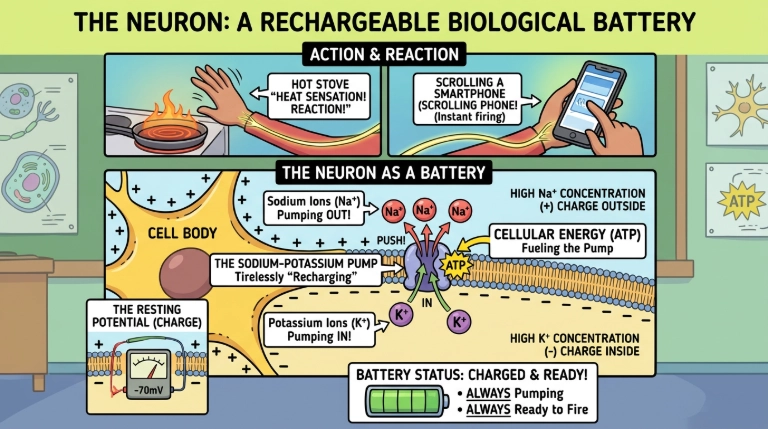 THE NEURON: A RECHARGEABLE BIOLOGICAL BATTERY
ACTION & REACTION
HOT STOVE
"HEAT SENSATION!
REACTION!"
SCROLLING A
SMARTPHONE
(SCROLLING PHONE!
(Instant firing)
THE NEURON AS A BATTERY
Sodium Ions (Na⁺)
Pumping OUT!
Na⁺
Na⁺
Na⁺
HIGH Na⁺ CONCENTRATION
(+) CHARGE OUTSIDE
CELL BODY
PUSH!
CELLULAR ENERGY (ATP)
Fueling the Pump
THE SODIUM-POTASSIUM PUMP
Tirelessly "Recharging"
ATP
ATP
IN
Potassium Ions (K⁺)
Pumping IN!
K⁺
K⁺
HIGH K⁺ CONCENTRATION
(-) CHARGE INSIDE
THE RESTING
POTENTIAL (CHARGE)
-70mV
BATTERY STATUS: CHARGED & READY!
• ALWAYS Pumping
• ALWAYS Ready to Fire